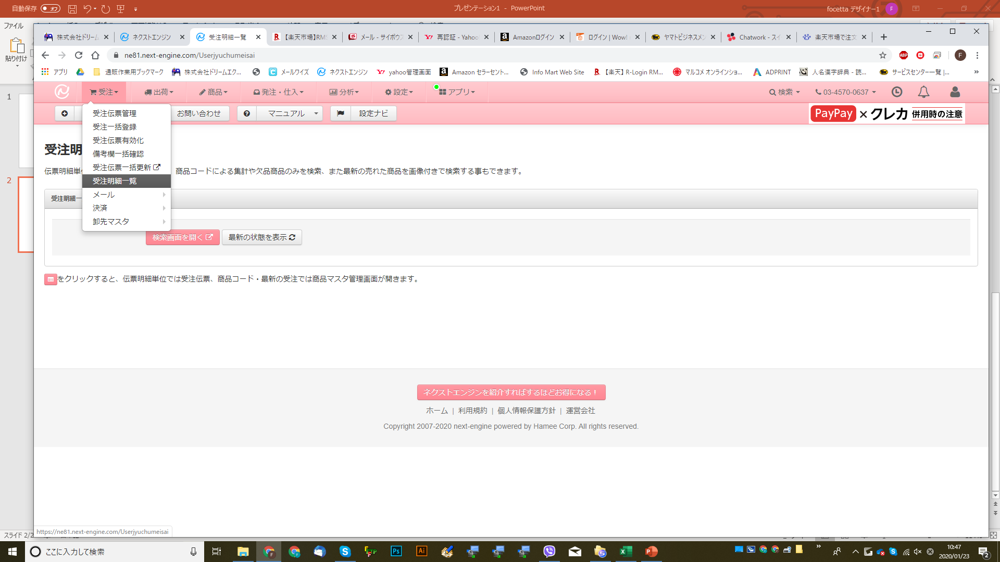 自動保存 オフ
プレゼンテーション1 - PowerPoint
focetta デザイナー1 F
ファイル
貼り付け
1
2
株式会社ドリーム
ネクストエンジン
受注明細一覧
【楽天市場】RMS
メール - サイボウズ
再認証 - Yahoo
Amazonログイン
ログイン | Wow!
ヤマトビジネスメン
Chatwork - スイ
楽天市場で注文
ne81.next-engine.com/Userjyuchumeisai
ABP
F
アプリ
通販作業用ブックマーク
株式会社ドリームエク...
メールワイズ
ネクストエンジン
yahoo管理画面
Amazon セラーセント...
Info Mart Web Site
【楽天】 R-Login RM...
マルコメ オンラインショ...
ADPRINT
人名漢字辞典 - 読...
サービスセンター一覧 |...
»
受注
出荷
商品
発注・仕入
分析
設定
アプリ
検索
03-4570-0637
お問い合わせ
マニュアル
設定ナビ
PayPay×クレカ 併用時の注意
受注伝票管理
受注一括登録
受注伝票有効化
備考欄一括確認
受注伝票一括更新
受注明細一覧
メール
決済
卸先マスタ
受注明
伝票明細単
商品コードによる集計や欠品商品のみを検索、また最新の売れた商品を画像付きで検索する事もできます。
受注明細一
検索画面を開く
最新の状態を表示
をクリックすると、伝票明細単位では受注伝票、商品コード・最新の受注では商品マスタ管理画面が開きます。
ネクストエンジンを紹介すればするほどお得になる！
ホーム | 利用規約 | 個人情報保護方針 | 運営会社
Copyright 2007-2020 next-engine powered by Hamee Corp. All rights reserved.
https://ne81.next-engine.com/Userjyuchumeisai
スライド 2/2
ここに入力して検索
10:47
2020/01/23
2